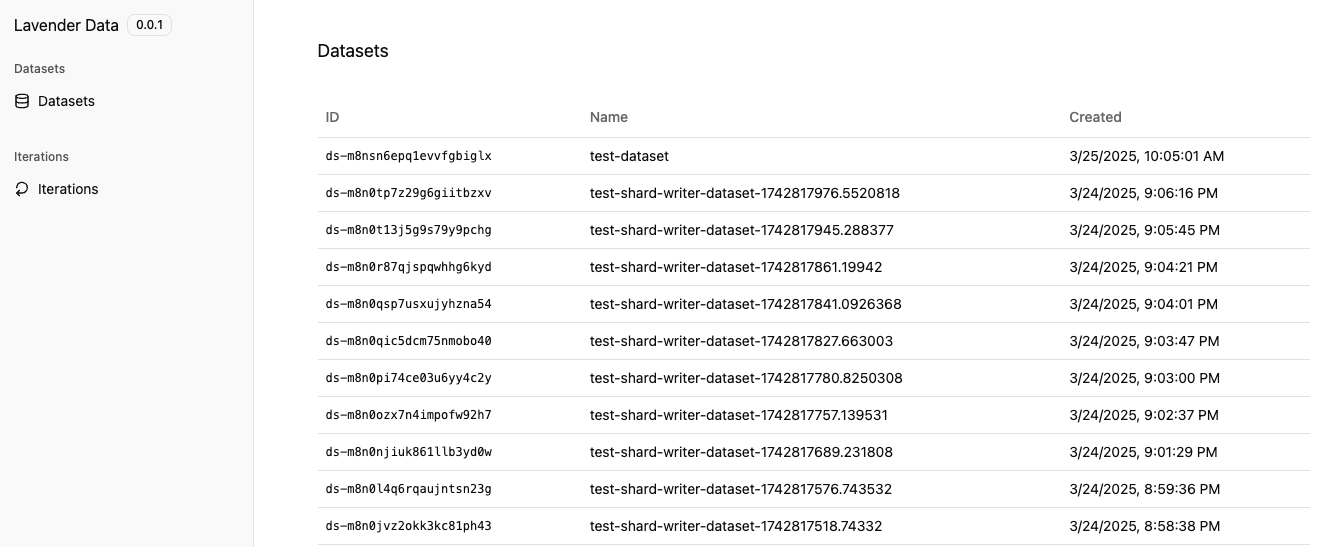 Lavender Data 0.0.1
Datasets
Datasets
Iterations
Iterations
Datasets
ID Name Created
ds-m8nsn6epq1evvfgbiglx test-dataset 3/25/2025, 10:05:01 AM
ds-m8n0tp7z29g6giitbzxv test-shard-writer-dataset-1742817976.5520818 3/24/2025, 9:06:16 PM
ds-m8n0t13j5g9s79y9pchg test-shard-writer-dataset-1742817945.288377 3/24/2025, 9:05:45 PM
ds-m8n0r87qjspqwhhg6kyd test-shard-writer-dataset-1742817861.19942 3/24/2025, 9:04:21 PM
ds-m8n0qsp7usxujyhzna54 test-shard-writer-dataset-1742817841.0926368 3/24/2025, 9:04:01 PM
ds-m8n0qic5dcm75nmobo40 test-shard-writer-dataset-1742817827.663003 3/24/2025, 9:03:47 PM
ds-m8n0pi74ce03u6yy4c2y test-shard-writer-dataset-1742817780.8250308 3/24/2025, 9:03:00 PM
ds-m8n0ozx7n4impofw92h7 test-shard-writer-dataset-1742817757.139531 3/24/2025, 9:02:37 PM
ds-m8n0njiuk861llb3yd0w test-shard-writer-dataset-1742817689.231808 3/24/2025, 9:01:29 PM
ds-m8n0l4q6rqaujntsn23g test-shard-writer-dataset-1742817576.743532 3/24/2025, 8:59:36 PM
ds-m8n0jvz2okk3kc81ph43 test-shard-writer-dataset-1742817518.74332 3/24/2025, 8:58:38 PM